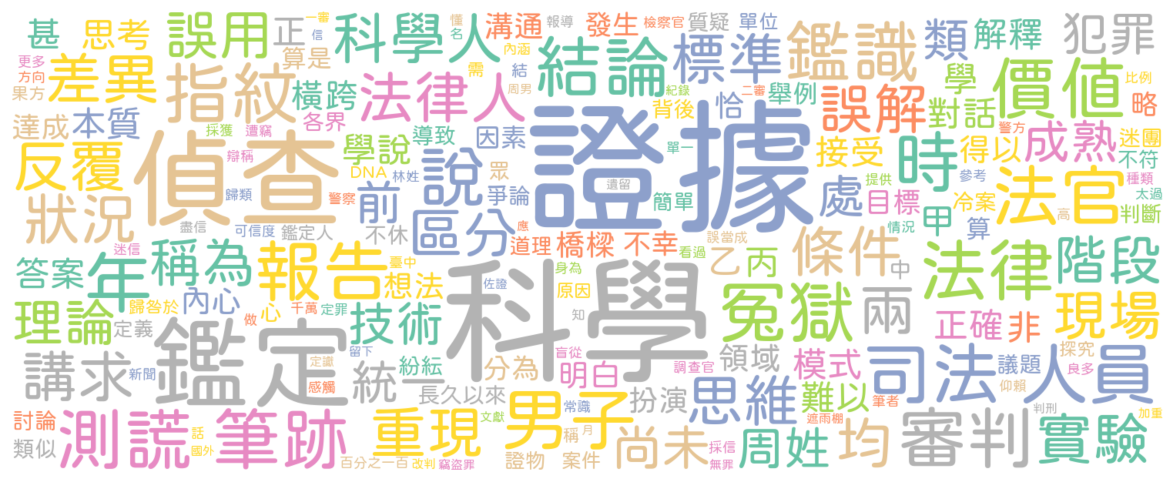 甚
思考
誤用
正
科學人
懂
名
報導
溝通
發生
檢察官
質疑
單位
鑑識
類
解釋
犯罪
一審
信
更多
方向
果方
差異
指紋
算是
橫跨
各界
法律人
需
內涵
結
周男
結論
紀錄
標準
背後
恰
二審
舉例
誤解
學
對話
價值
比例
略
達成
本質
採獲
遭竊
辯稱
學說
導致
因素
單一
證據
接受
時
得以
警方
成熟
迷團
不符
種類
太過
反覆
偵查
DNA
林姓
警察
歸類
說
眾
爭論
遺留
簡單
處
提供
目標
參考
冷案
甲
法官
判斷
狀況
盡信
可信度
鑑定人
不休
前
區分
應
道理
橋樑
不幸
誤當成
看過
情況
算
高
答案
年
稱為
迷信
報告
臺中
想法
佐證
身為
原因
科學
乙
丙
條件
中
法律
階段
理論
定義
歸咎於
內心
做
心
千萬
定罪
技術
知
冤獄
兩
正確
非
現場
講求
新聞
鑑定
定讞
感觸
留下
統一
紛紜
長久以來
分為
盲從
明白
調查官
領域
模式
司法人員
議題
仰賴
探究
良多
討論
類似
測謊
話
國外
筆跡
百分之一百
重現
改判
竊盜罪
文獻
男子
常識
稱
月
證物
案件
扮演
尚未
思維
採信
無罪
難以
周姓
筆者
遮雨棚
均
審判
判刑
實驗
加重